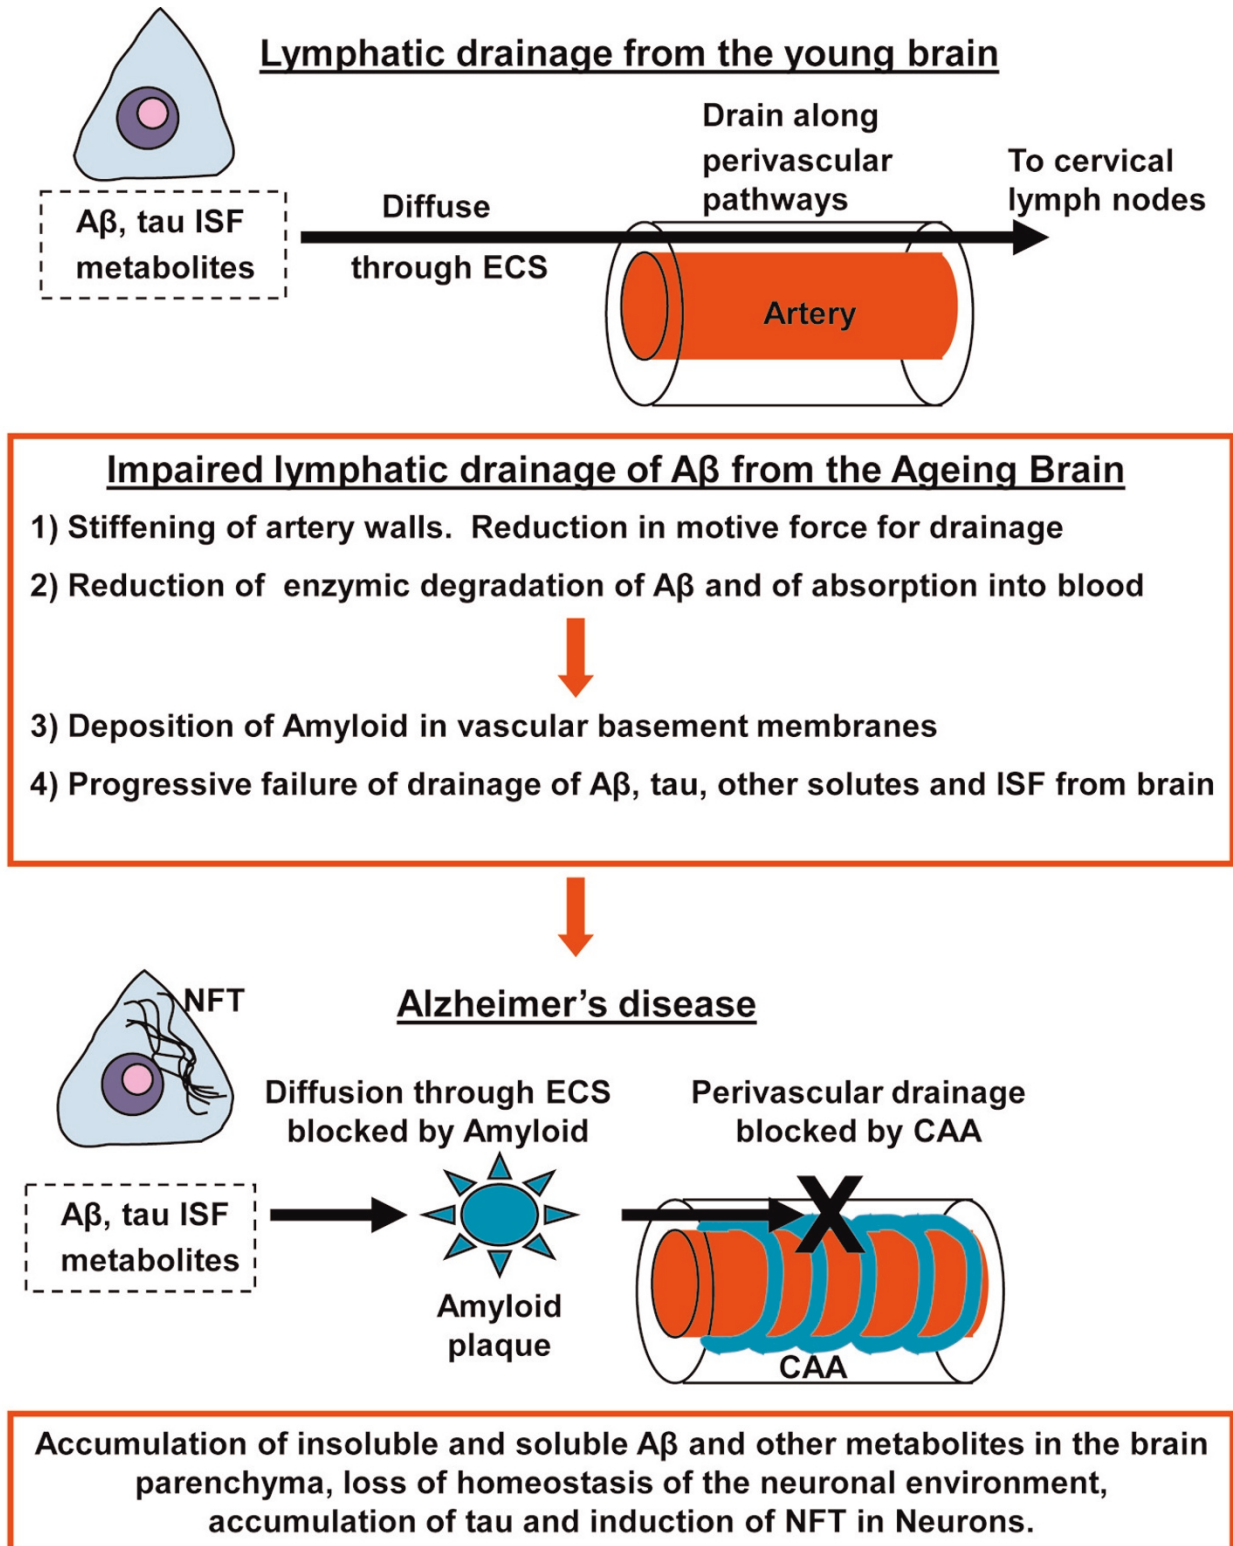 Lymphatic drainage from the young brain
Drain along
perivascular
pathways
To cervical
lymph nodes
Aβ, tau ISF
metabolites
Diffuse
through ECS
Artery
Impaired lymphatic drainage of Aβ from the Ageing Brain
1) Stiffening of artery walls.  Reduction in motive force for drainage
2) Reduction of  enzymic degradation of Aβ and of absorption into blood
3) Deposition of Amyloid in vascular basement membranes
4) Progressive failure of drainage of Aβ, tau, other solutes and ISF from brain
NFT
Alzheimer's disease
Diffusion through ECS
blocked by Amyloid
Perivascular drainage
blocked by CAA
Aβ, tau ISF
metabolites
X
Amyloid
plaque
CAA
Accumulation of insoluble and soluble Aβ and other metabolites in the brain
parenchyma, loss of homeostasis of the neuronal environment,
accumulation of tau and induction of NFT in Neurons.